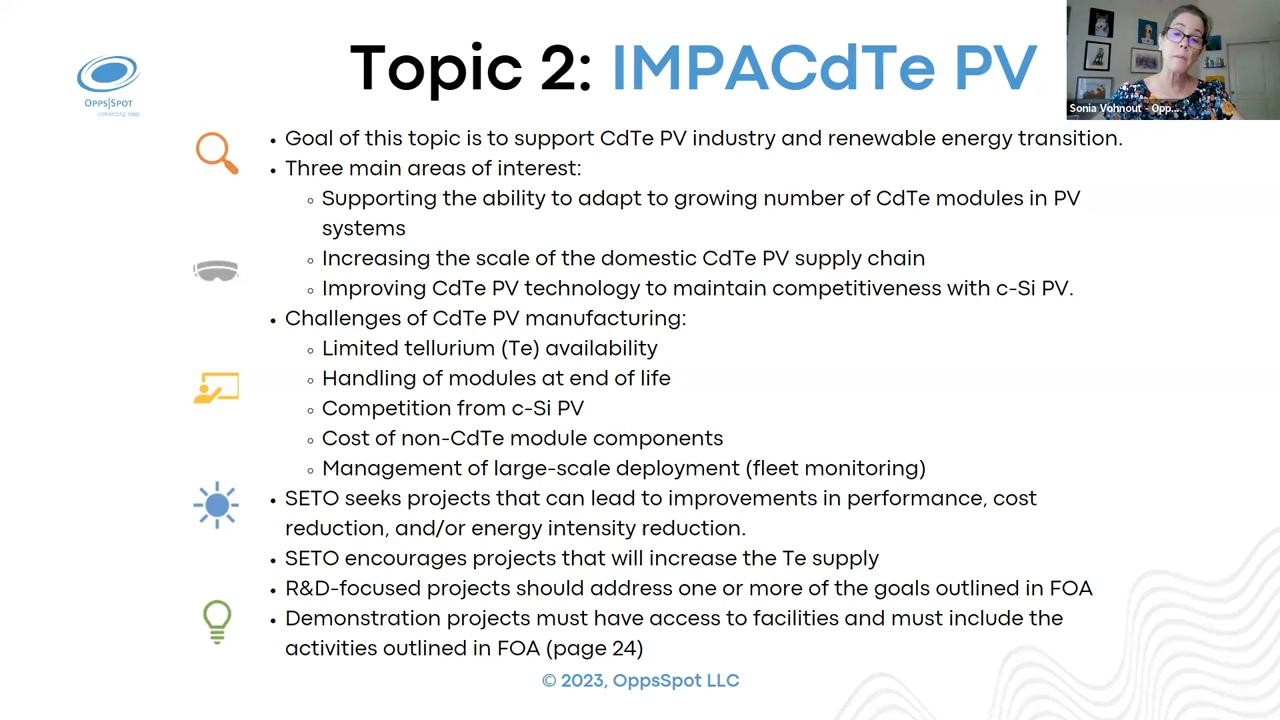 Topic 2: IMPACdTe PV
OPPS|SPOT
Sonia Vohnout - Opp...
• Goal of this topic is to support CdTe PV industry and renewable energy transition.
• Three main areas of interest:
◦ Supporting the ability to adapt to growing number of CdTe modules in PV
systems
◦ Increasing the scale of the domestic CdTe PV supply chain
◦ Improving CdTe PV technology to maintain competitiveness with c-Si PV.
• Challenges of CdTe PV manufacturing:
◦ Limited tellurium (Te) availability
◦ Handling of modules at end of life
◦ Competition from c-Si PV
◦ Cost of non-CdTe module components
◦ Management of large-scale deployment (fleet monitoring)
• SETO seeks projects that can lead to improvements in performance, cost
reduction, and/or energy intensity reduction.
• SETO encourages projects that will increase the Te supply
• R&D-focused projects should address one or more of the goals outlined in FOA
• Demonstration projects must have access to facilities and must include the
activities outlined in FOA (page 24)
© 2023, OppsSpot LLC